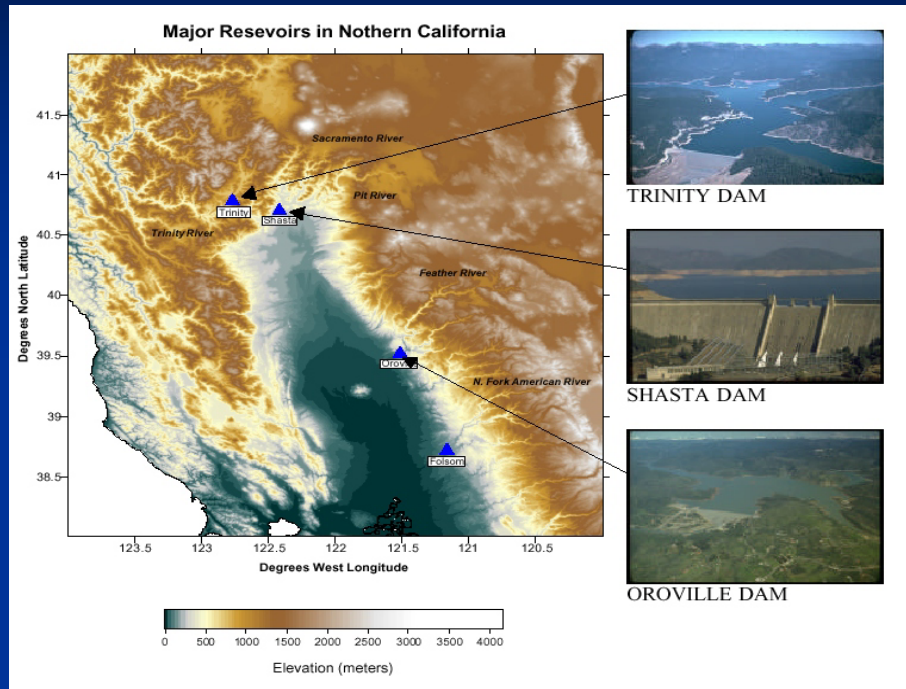 Major Resevoirs in Nothern California
41.5
Sacramento River
41
Pit River
Trinity
Shasta
Trinity River
40.5
Feather River
40
39.5
Orovill
N. Fork American River
39
38.5
Folsom
Degrees North Latitude
123.5 123 122.5 122 121.5 121 120.5
Degrees West Longitude
0 500 1000 1500 2000 2500 3000 3500 4000
Elevation (meters)
TRINITY DAM
SHASTA DAM
OROVILLE DAM